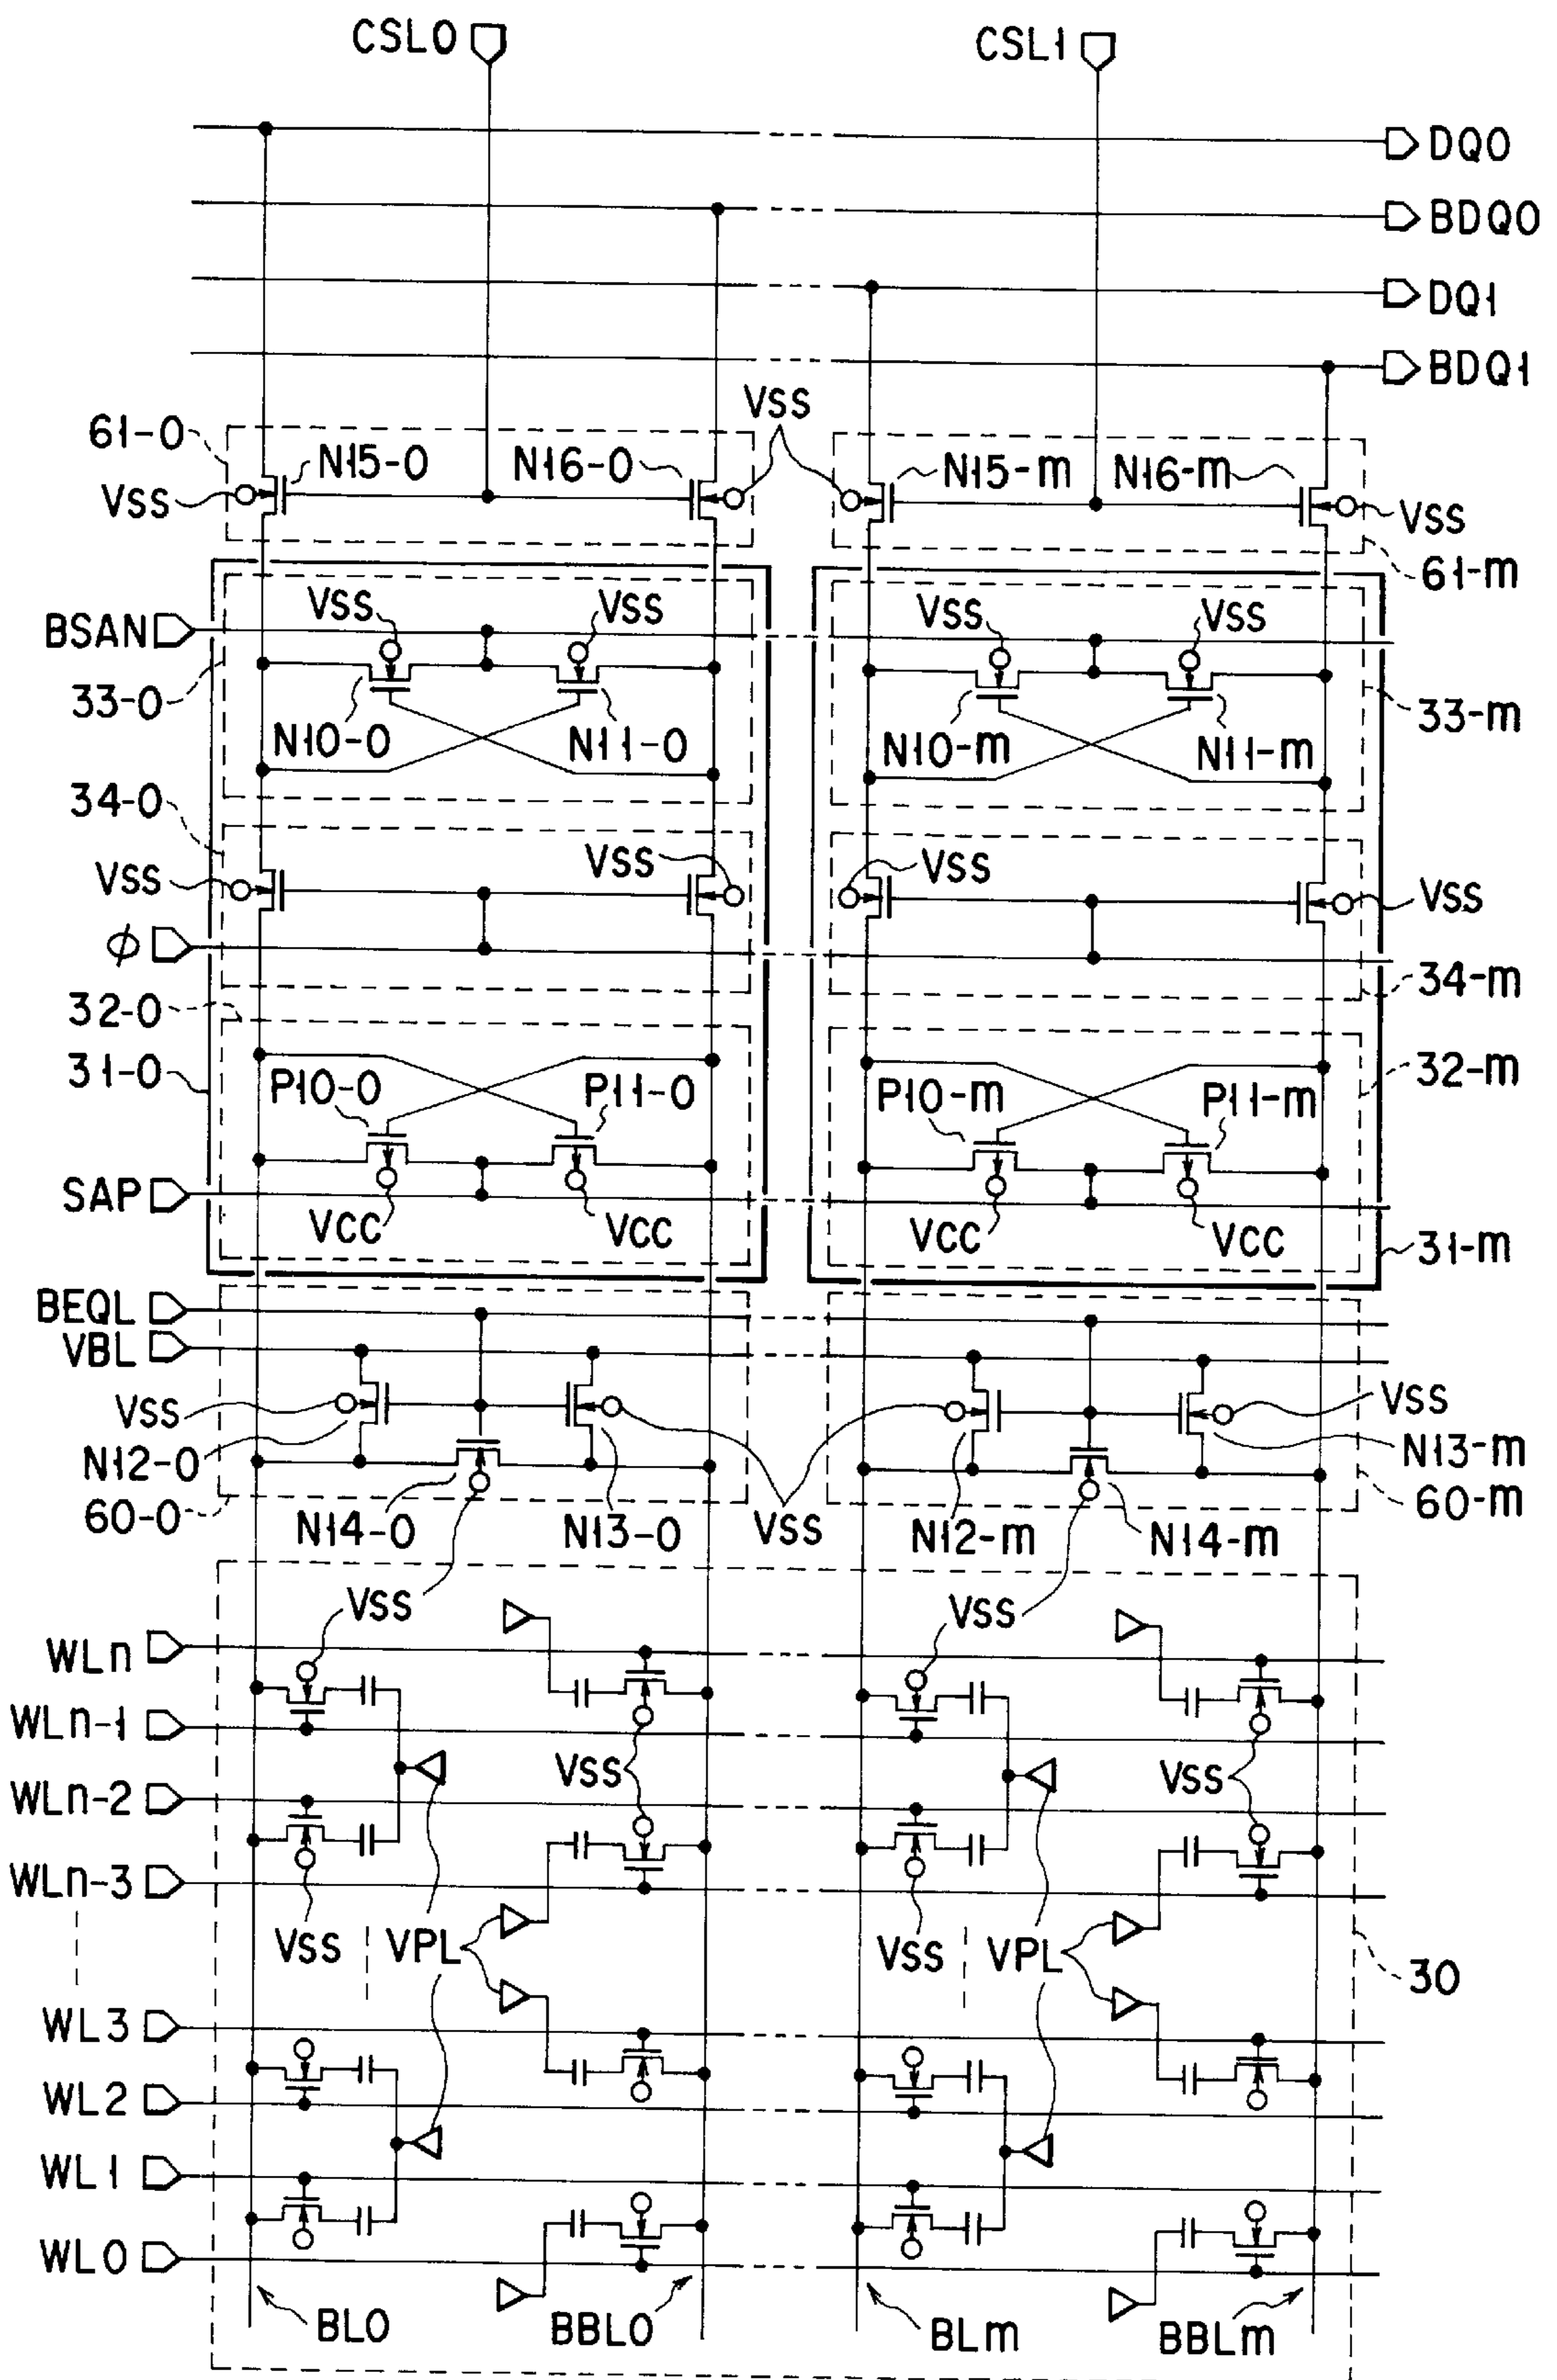 CSL0
CSL1
DQ0
BDQ0
DQ1
BDQ1
VSS
61-0
N15-0
N16-0
N15-m
N16-m
VSS
VSS
61-m
BSAN
VSS
VSS
VSS
VSS
33-0
33-m
N10-0
N11-0
N10-m
N11-m
34-0
VSS
VSS
VSS
VSS
ϕ
34-m
32-0
31-0
P10-0
P11-0
P10-m
P11-m
32-m
SAP
VCC
VCC
VCC
VCC
31-m
BEQL
VBL
VSS
VSS
N12-0
N13-m
60-0
N14-0
N13-0
VSS
N12-m
N14-m
60-m
VSS
VSS
WLn
WLn-1
VSS
VSS
WLn-2
WLn-3
VSS
VPL
VSS
VPL
30
WL3
WL2
WL1
WL0
BL0
BBL0
BLm
BBLm